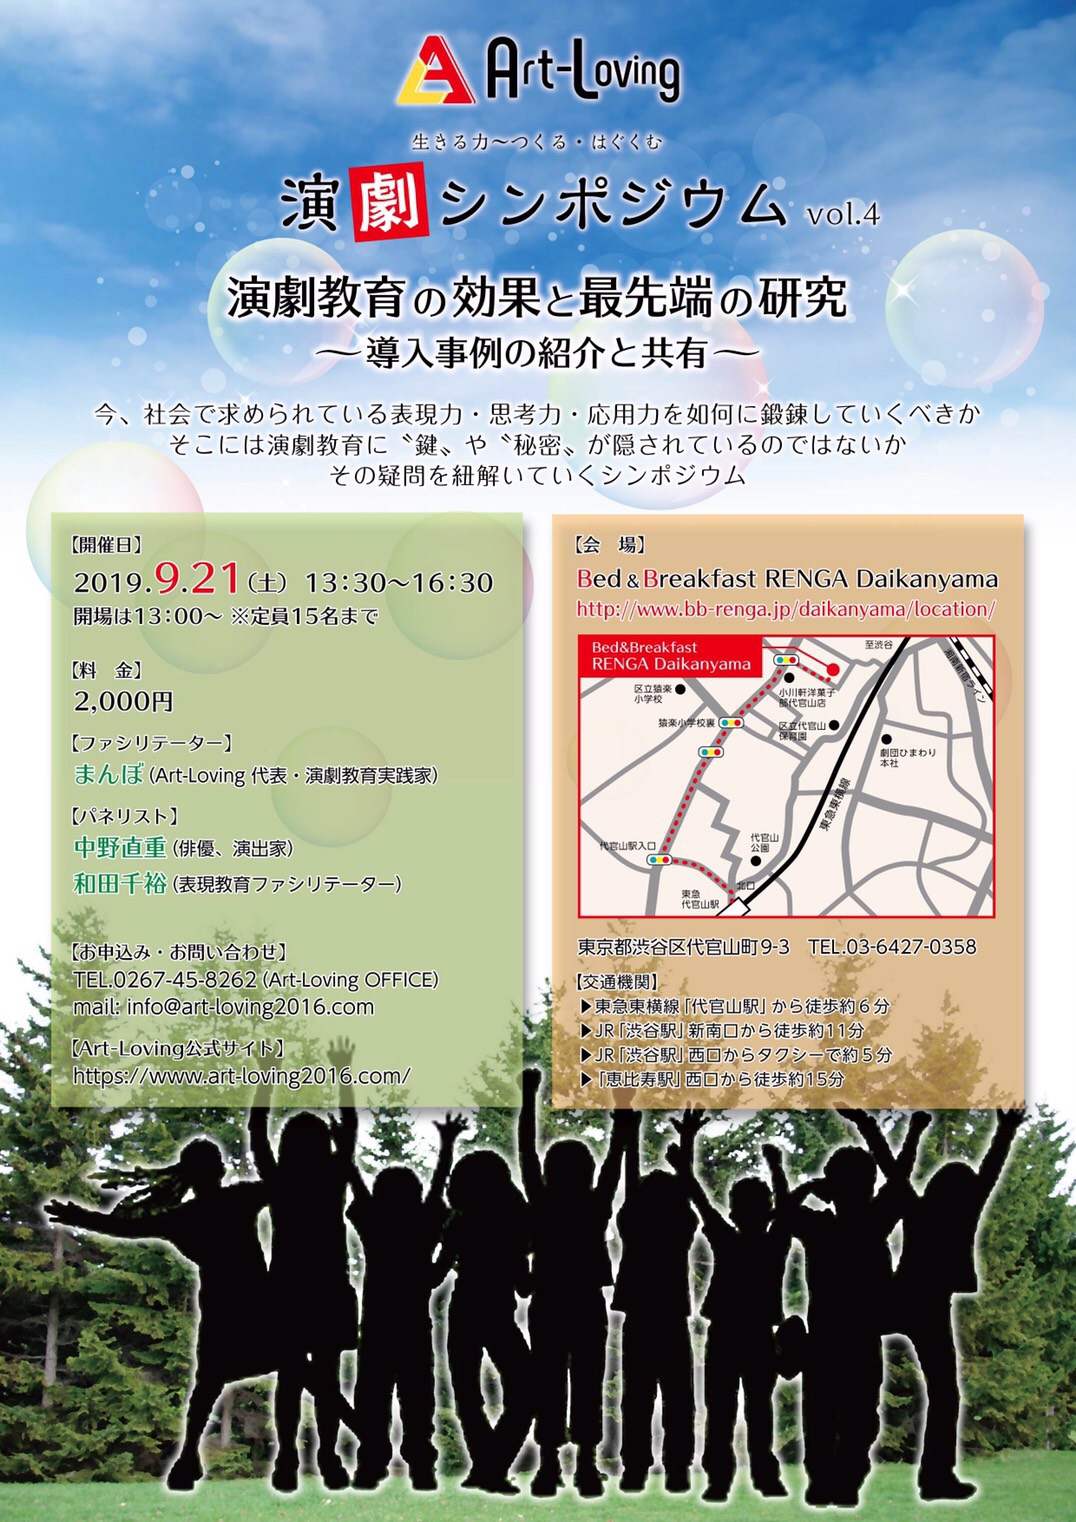 Art-Loving
生きる力～つくる・はぐくむ
演劇シンポジウム vol.4
演劇教育の効果と最先端の研究
～導入事例の紹介と共有～
今、社会で求められている表現力・思考力・応用力を如何に鍛錬していくべきか
そこには演劇教育に〝鍵〟や〝秘密〟が隠されているのではないか
その疑問を紐解いていくシンポジウム
【開催日】
2019.9.21(土) 13:30～16:30
開場は13:00～ ※定員15名まで
【料　金】
2,000円
【ファシリテーター】
まんぼ(Art-Loving 代表・演劇教育実践家)
【パネリスト】
中野直重(俳優、演出家)
和田千裕(表現教育ファシリテーター)
【お申込み・お問い合わせ】
TEL.0267-45-8262 (Art-Loving OFFICE)
mail: info@art-loving2016.com
【Art-Loving公式サイト】
https://www.art-loving2016.com/
【会　場】
Bed & Breakfast RENGA Daikanyama
http://www.bb-renga.jp/daikanyama/location/
Bed&Breakfast
RENGA Daikanyama
至渋谷
湘南新宿ライン
区立猿楽
小学校
小川軒洋菓子
部代官山店
猿楽小学校裏
区立代官山
保育園
劇団ひまわり
本社
東急東横線
代官山
公園
代官山駅入口
北口
東急
代官山駅
東京都渋谷区代官山町9-3　TEL.03-6427-0358
【交通機関】
▶東急東横線「代官山駅」から徒歩約6分
▶JR「渋谷駅」新南口から徒歩約11分
▶JR「渋谷駅」西口からタクシーで約5分
▶「恵比寿駅」西口から徒歩約15分